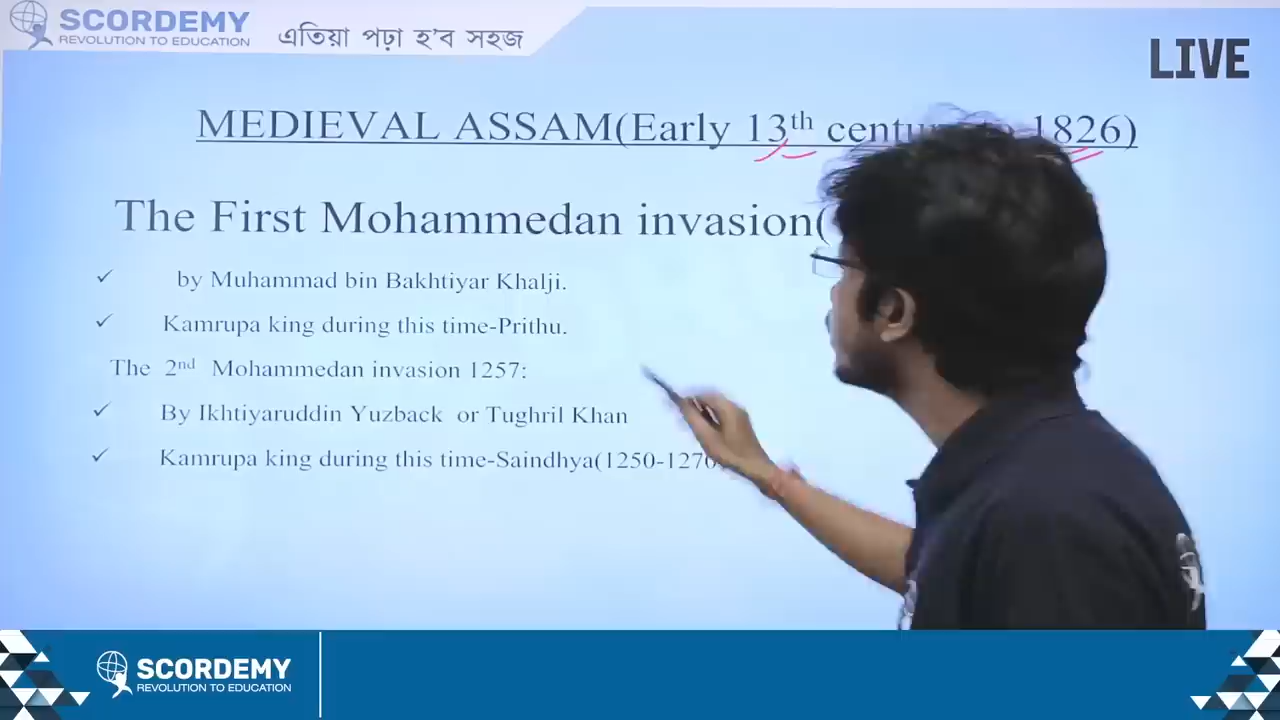 SCORDEMY
REVOLUTION TO EDUCATION
এতিয়া পঢ়া হ'ব সহজ
LIVE
MEDIEVAL ASSAM(Early 13th 1826)
The First Mohammedan invasion(
✓ by Muhammad bin Bakhtiyar Khalji.
✓ Kamrupa king during this time-Prithu.
The 2nd Mohammedan invasion 1257:
✓ By Ikhtiyaruddin Yuzback or Tughril Khan
✓ Kamrupa king during this time-Saindhya(1250-1270
SCORDEMY
REVOLUTION TO EDUCATION